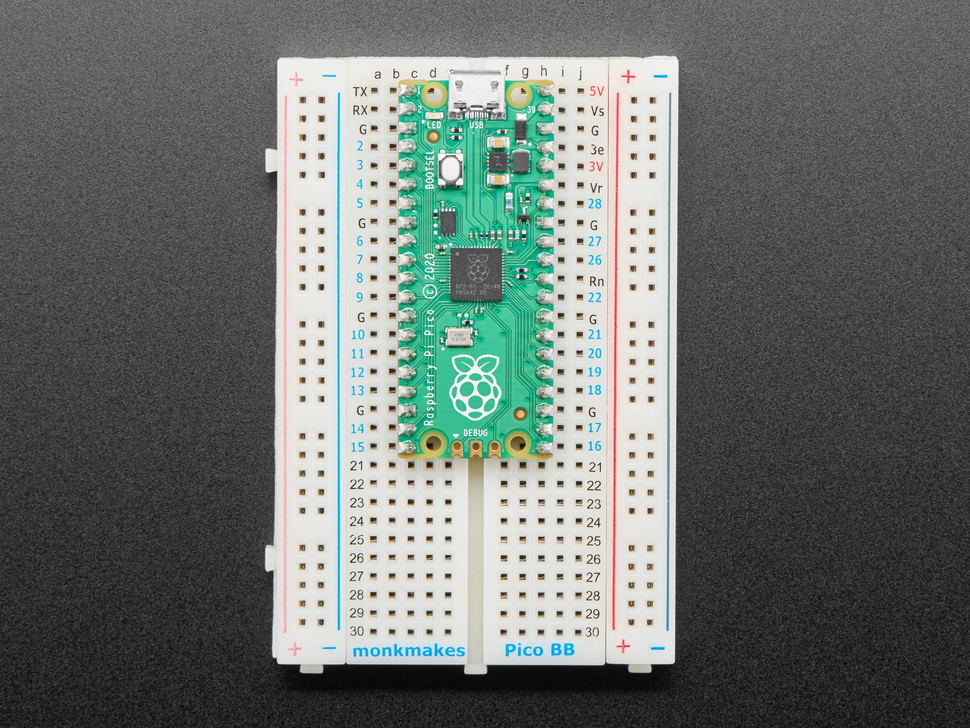 + − a b c d f g h i j + −
TX 5V
RX 2 39 Vs
LED USB
G G
2 3e
3 BOOTSEL 3V
4 Vr
5 28
G G
6 27
7 26
8 Rn
9 22
G G
10 21
11 20
12 19
13 18
G G
14 17
15 16
Raspberry Pi Pico © 2020
DEBUG
21 21
22 22
23 23
24 24
25 25
26 26
27 27
28 28
29 29
30 30
+ − monkmakes Pico BB + −